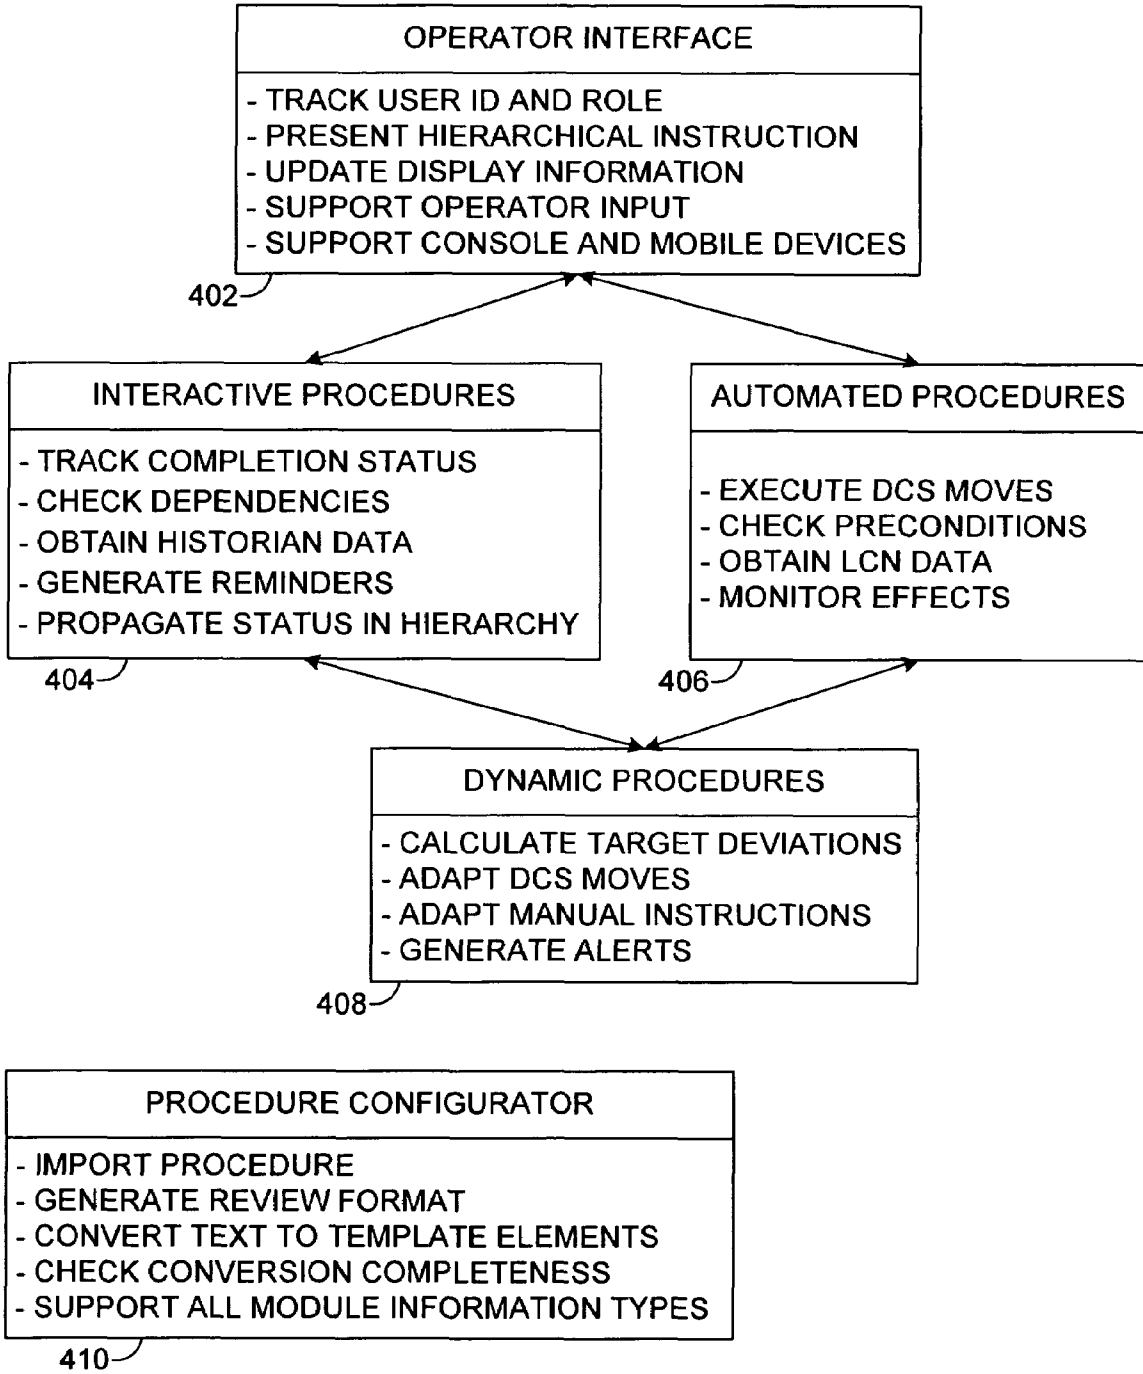 OPERATOR INTERFACE
- TRACK USER ID AND ROLE
- PRESENT HIERARCHICAL INSTRUCTION
- UPDATE DISPLAY INFORMATION
- SUPPORT OPERATOR INPUT
- SUPPORT CONSOLE AND MOBILE DEVICES
402
INTERACTIVE PROCEDURES
- TRACK COMPLETION STATUS
- CHECK DEPENDENCIES
- OBTAIN HISTORIAN DATA
- GENERATE REMINDERS
- PROPAGATE STATUS IN HIERARCHY
404
AUTOMATED PROCEDURES
- EXECUTE DCS MOVES
- CHECK PRECONDITIONS
- OBTAIN LCN DATA
- MONITOR EFFECTS
406
DYNAMIC PROCEDURES
- CALCULATE TARGET DEVIATIONS
- ADAPT DCS MOVES
- ADAPT MANUAL INSTRUCTIONS
- GENERATE ALERTS
408
PROCEDURE CONFIGURATOR
- IMPORT PROCEDURE
- GENERATE REVIEW FORMAT
- CONVERT TEXT TO TEMPLATE ELEMENTS
- CHECK CONVERSION COMPLETENESS
- SUPPORT ALL MODULE INFORMATION TYPES
410